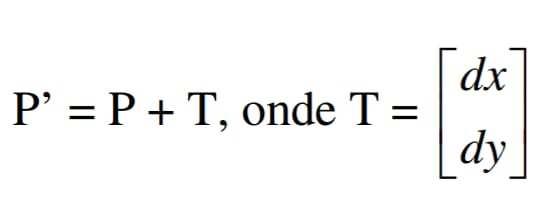 P’ = P + T, onde T = [dx
dy]